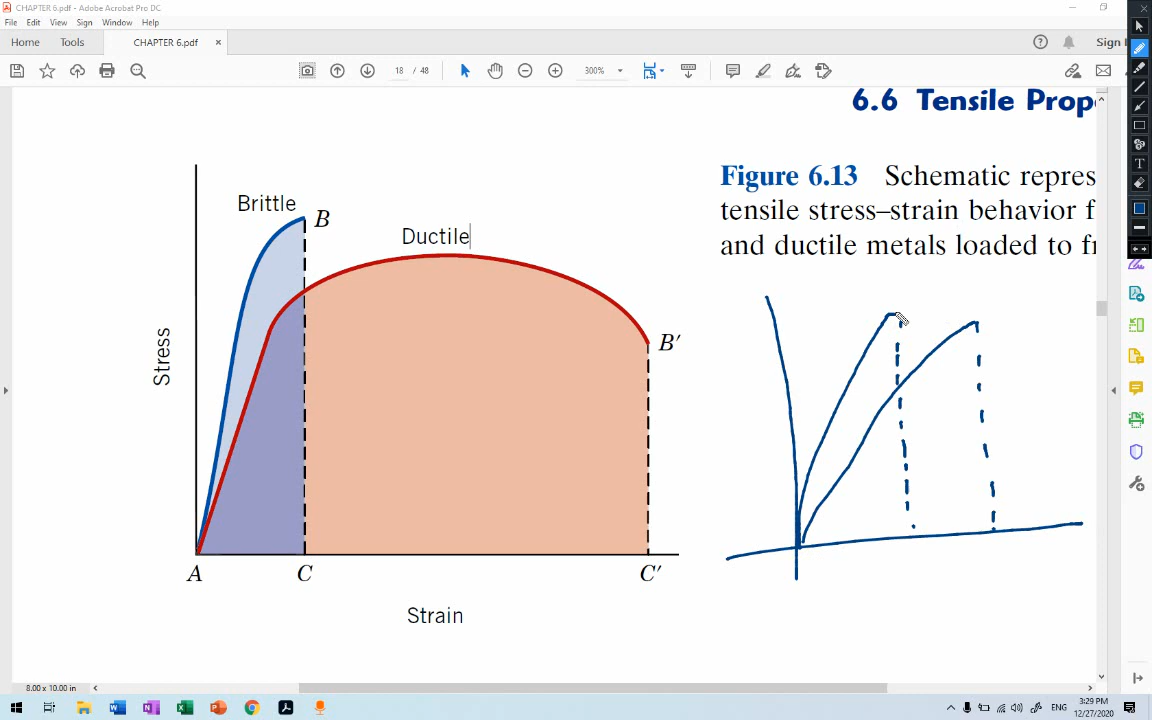 CHAPTER 6.pdf - Adobe Acrobat Pro DC
File Edit View Sign Window Help
Home Tools CHAPTER 6.pdf ×
Sign
18 / 48
300%
6.6 Tensile Prop
Figure 6.13 Schematic repres
tensile stress–strain behavior f
and ductile metals loaded to fr
Brittle
B
Ductile
B′
Stress
A
C
C′
Strain
8.00 x 10.00 in
ENG
3:29 PM
12/27/2020